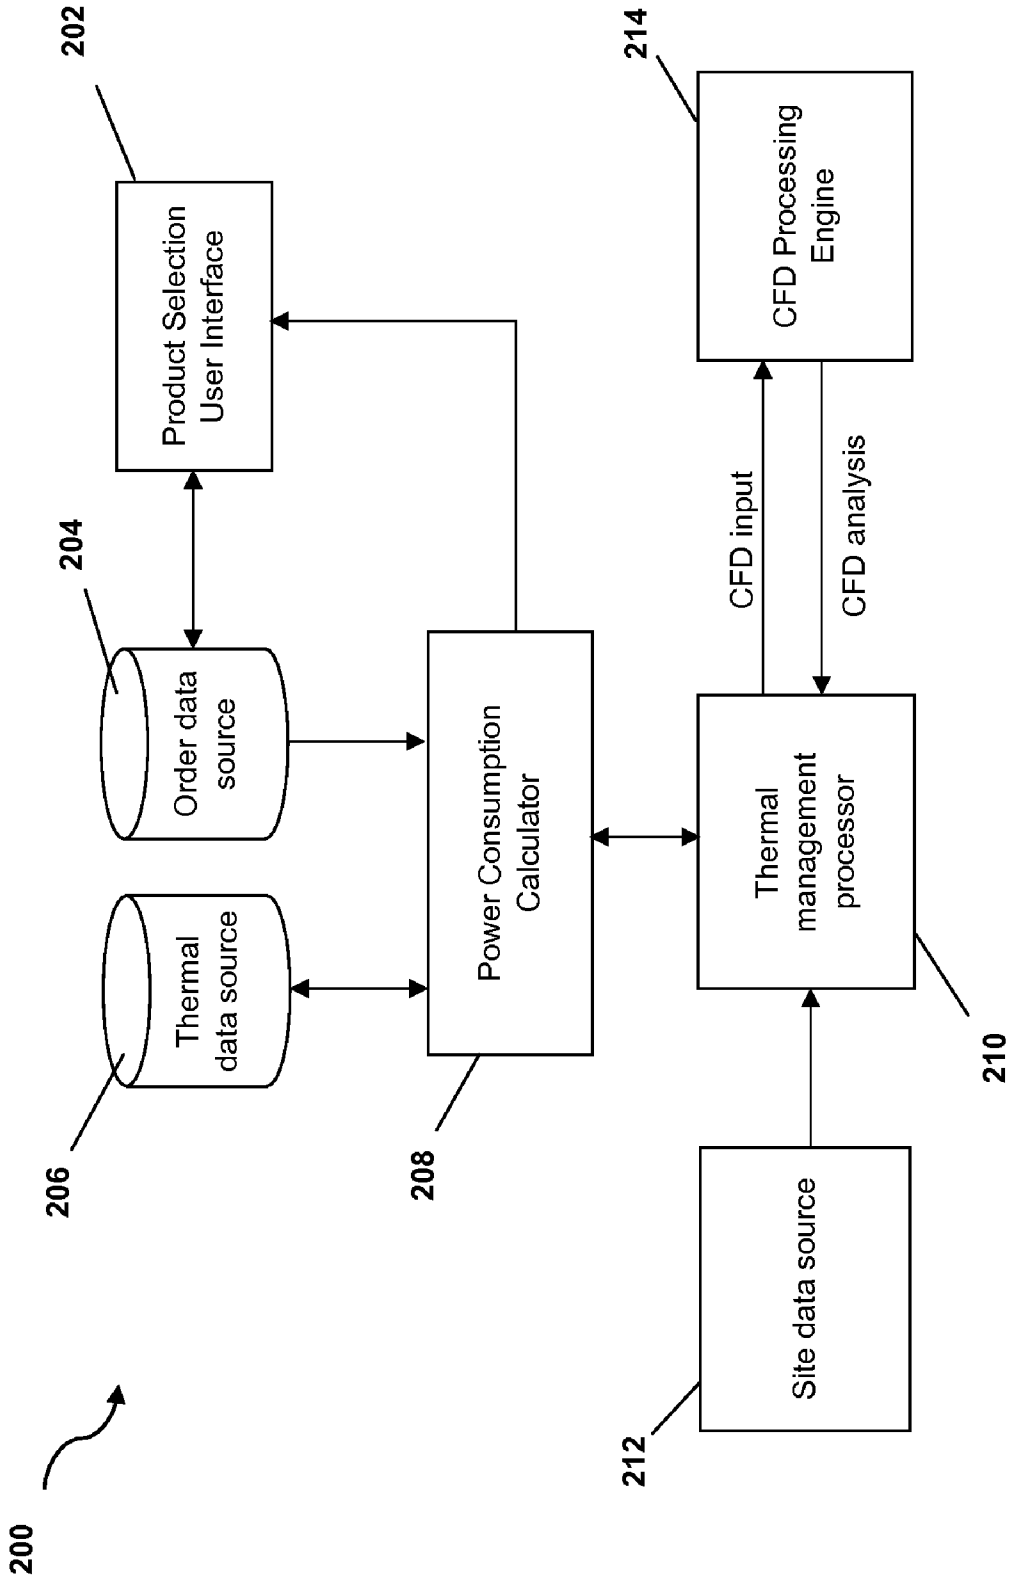 200
206
204
202
Thermal
data source
Order data
source
Product Selection
User Interface
208
Power Consumption
Calculator
212
214
CFD input
CFD analysis
Site data source
Thermal
management
processor
CFD Processing
Engine
210